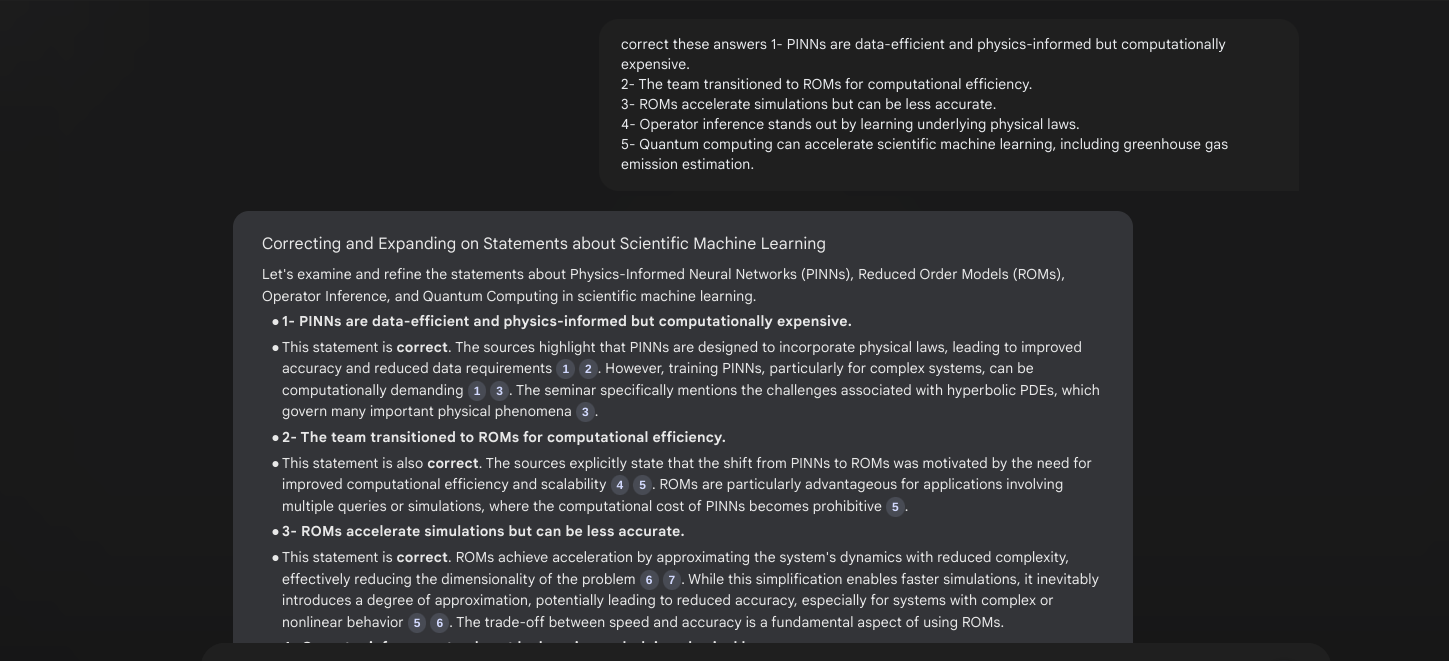 correct these answers 1- PINNs are data-efficient and physics-informed but computationally
expensive.
2- The team transitioned to ROMs for computational efficiency.
3- ROMs accelerate simulations but can be less accurate.
4- Operator inference stands out by learning underlying physical laws.
5- Quantum computing can accelerate scientific machine learning, including greenhouse gas
emission estimation.
Correcting and Expanding on Statements about Scientific Machine Learning
Let's examine and refine the statements about Physics-Informed Neural Networks (PINNs), Reduced Order Models (ROMs),
Operator Inference, and Quantum Computing in scientific machine learning.
● 1- PINNs are data-efficient and physics-informed but computationally expensive.
● This statement is correct. The sources highlight that PINNs are designed to incorporate physical laws, leading to improved
accuracy and reduced data requirements 1 2 . However, training PINNs, particularly for complex systems, can be
computationally demanding 1 3 . The seminar specifically mentions the challenges associated with hyperbolic PDEs, which
govern many important physical phenomena 3 .
● 2- The team transitioned to ROMs for computational efficiency.
● This statement is also correct. The sources explicitly state that the shift from PINNs to ROMs was motivated by the need for
improved computational efficiency and scalability 4 5 . ROMs are particularly advantageous for applications involving
multiple queries or simulations, where the computational cost of PINNs becomes prohibitive 5 .
● 3- ROMs accelerate simulations but can be less accurate.
● This statement is correct. ROMs achieve acceleration by approximating the system's dynamics with reduced complexity,
effectively reducing the dimensionality of the problem 6 7 . While this simplification enables faster simulations, it inevitably
introduces a degree of approximation, potentially leading to reduced accuracy, especially for systems with complex or
nonlinear behavior 5 6 . The trade-off between speed and accuracy is a fundamental aspect of using ROMs.